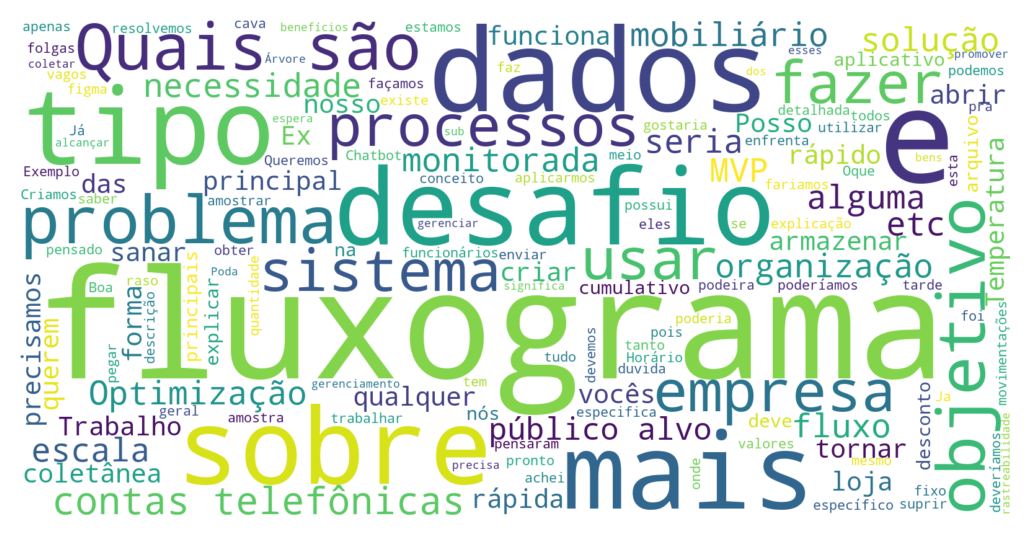 apenas resolvemos cava benefícios estamos Árvore
Quais são dados funciona mobiliário solução esses promover
folgas coletar vagos figma necessidade façamos faz dos aplicativo podemos
tipo nosso existe processos gostaria seria fazer abrir e
Já alcançar espera Ex sub detalhada todos Posso utilizar enfrenta pra
Exemplo Queremos Chatbot monitorada meio MVP rápido Oque bens arquivo esta
Criamos das principal conceito aplicarmos possui fariamos alguma
saber amostrar desafio eles se explicação etc
problema gerenciar armazenar Temperatura
pensado sanar obter na funcionários enviar usar organização objetivo
Boa raso Poda sistema criar cumulativo podeira poderíamos tarde foi
fluxograma significa movimentações
precisamos querem forma descrição principais explicar quantidade tudo devemos pois tanto poderia
pegar duvida Horário
Optimização gerenciamento tem nós vocês especifica empresa Ja
geral amostra trabalhar qualquer deve fluxo desconto
Trabalho sobre público alvo tornar
escala pensaram valores mesmo deveríamos rastreabilidade
coletânea precisa pronto achei mais onde loja fixo
contas telefônicas rápida específico suprir